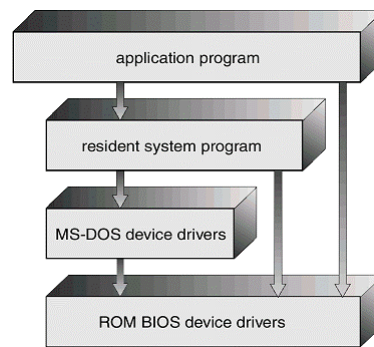 application program
resident system program
MS-DOS device drivers
ROM BIOS device drivers